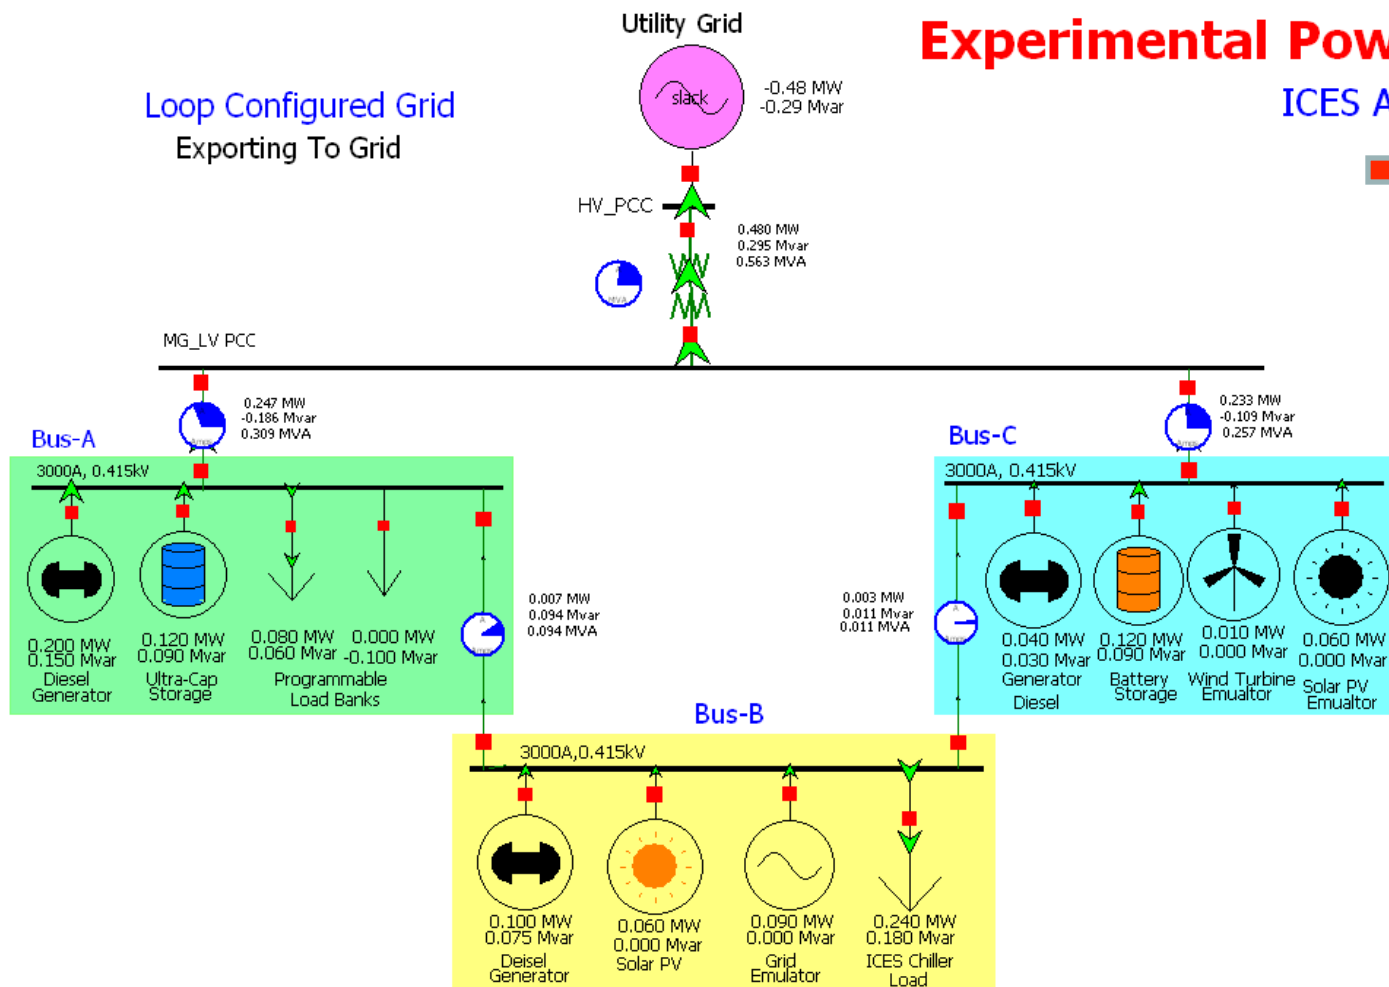 Utility Grid
Experimental Pow
Loop Configured Grid
Exporting To Grid
ICES A
slack
-0.48 MW
-0.29 Mvar
HV_PCC
0.480 MW
0.295 Mvar
0.563 MVA
MVA
MG_LV PCC
0.247 MW
-0.186 Mvar
0.309 MVA
0.233 MW
-0.109 Mvar
0.257 MVA
Bus-A
3000A, 0.415kV
Bus-C
3000A, 0.415kV
0.200 MW
0.150 Mvar
Diesel
Generator
0.120 MW
0.090 Mvar
Ultra-Cap
Storage
0.080 MW
0.060 Mvar
0.000 MW
-0.100 Mvar
Programmable
Load Banks
0.007 MW
0.094 Mvar
0.094 MVA
0.003 MW
0.011 Mvar
0.011 MVA
0.040 MW
0.030 Mvar
Generator
Diesel
0.120 MW
0.090 Mvar
Battery
Storage
0.010 MW
0.000 Mvar
Wind Turbine
Emualtor
0.060 MW
0.000 Mvar
Solar PV
Emualtor
Bus-B
3000A,0.415kV
0.100 MW
0.075 Mvar
Deisel
Generator
0.060 MW
0.000 Mvar
Solar PV
0.090 MW
0.000 Mvar
Grid
Emulator
0.240 MW
0.180 Mvar
ICES Chiller
Load